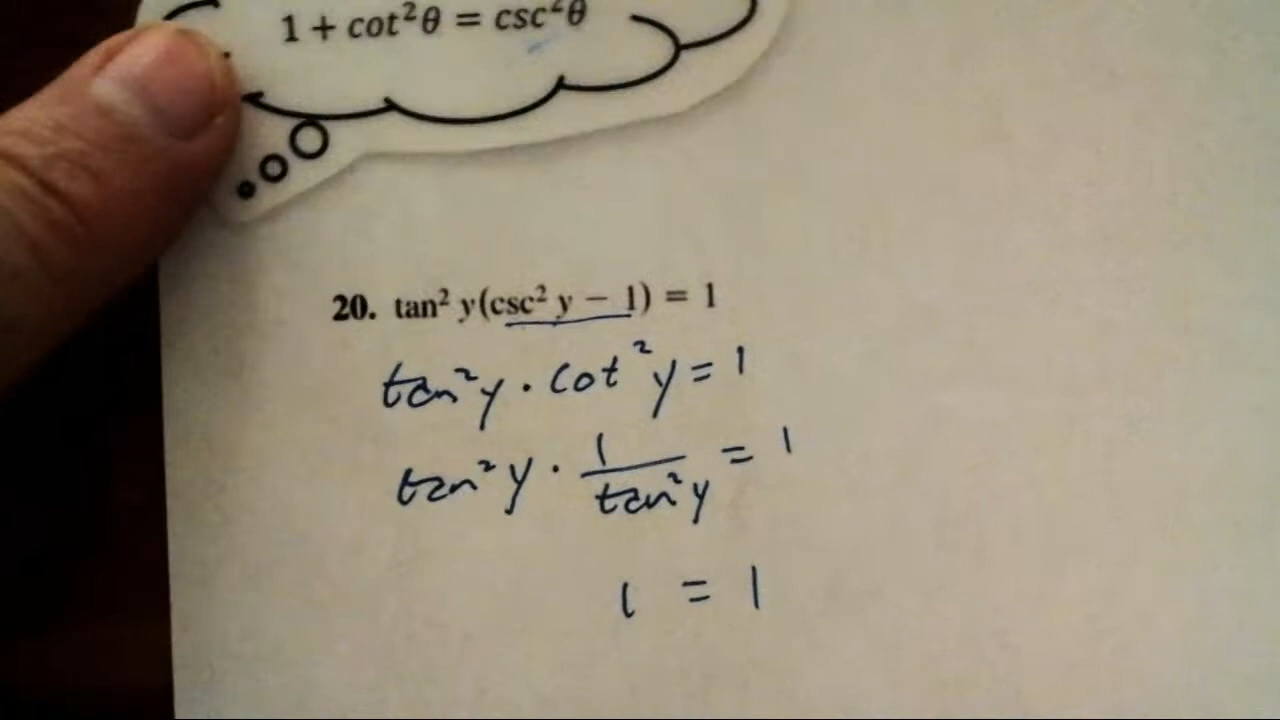 1 + cot²θ = csc²θ
20. tan² y(csc² y − 1) = 1
tan²y · cot²y = 1
tan²y · 1/tan²y = 1
1 = 1